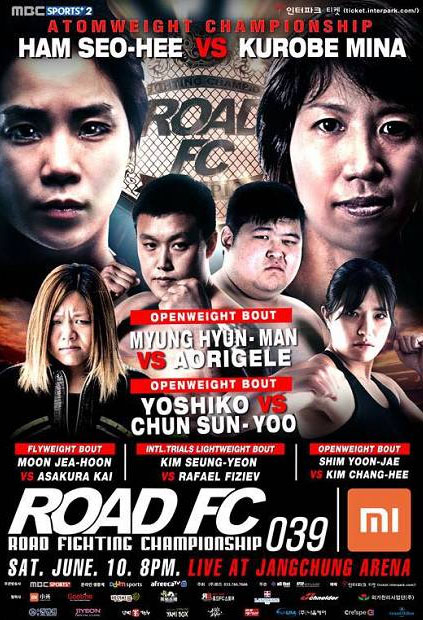 MBC SPORTS+ 2
인터파크 티켓 (ticket.interpark.com/)
ATOMWEIGHT CHAMPIONSHIP
HAM SEO-HEE VS KUROBE MINA
ROAD
FC
OPENWEIGHT BOUT
MYUNG HYUN-MAN
VS AORIGELE
OPENWEIGHT BOUT
YOSHIKO VS
CHUN SUN-YOO
FLYWEIGHT BOUT
MOON JEA-HOON
VS ASAKURA KAI
INTL.TRIALS LIGHTWEIGHT BOUT
KIM SEUNG-YEON
VS RAFAEL FIZIEV
OPENWEIGHT BOUT
SHIM YOON-JAE
VS KIM CHANG-HEE
ROAD FC 039
ROAD FIGHTING CHAMPIONSHIP
MI
SAT. JUNE. 10. 8PM. LIVE AT JANGCHUNG ARENA
MBC SPORTS+
afreecaTV